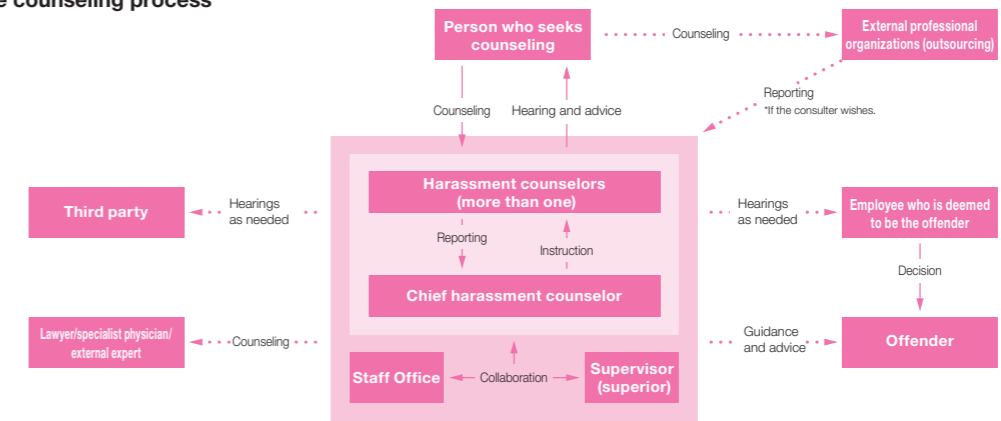 e counseling process
Person who seeks
counseling
Counseling
External professional
organizations (outsourcing)
Reporting
*If the consulter wishes.
Counseling
Hearing and advice
Harassment counselors
(more than one)
Reporting
Instruction
Chief harassment counselor
Third party
Hearings
as needed
Hearings
as needed
Employee who is deemed
to be the offender
Decision
Lawyer/specialist physician/
external expert
Counseling
Guidance
and advice
Offender
Staff Office
Collaboration
Supervisor
(superior)